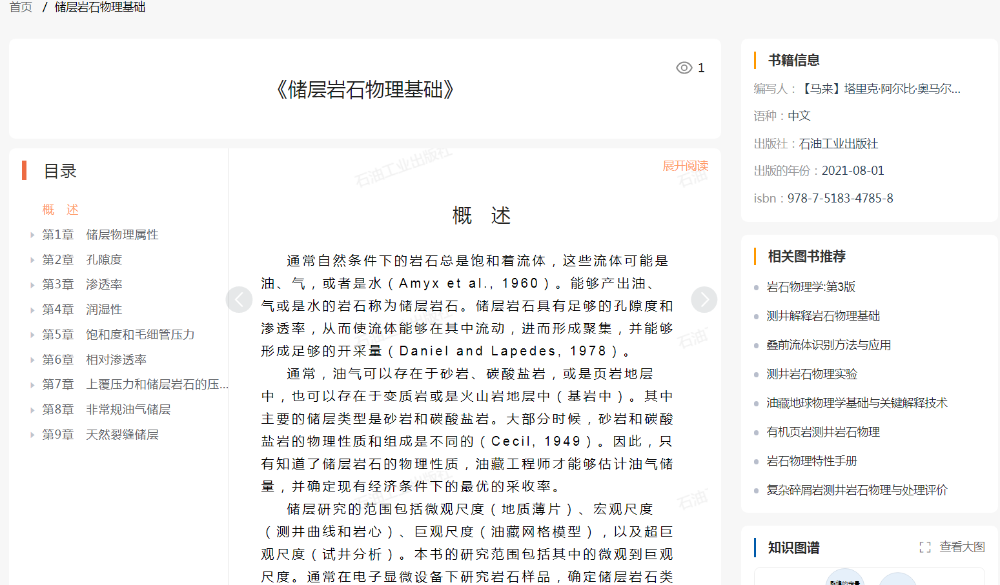 首页 / 储层岩石物理基础
《储层岩石物理基础》
1
目录
概 述
第1章 储层物理属性
第2章 孔隙度
第3章 渗透率
第4章 润湿性
第5章 饱和度和毛细管压力
第6章 相对渗透率
第7章 上覆压力和储层岩石的压...
第8章 非常规油气储层
第9章 天然裂缝储层
展开阅读
概 述
通常自然条件下的岩石总是饱和着流体，这些流体可能是
油、气，或者是水（Amyx et al., 1960）。能够产出油、
气或是水的岩石称为储层岩石。储层岩石具有足够的孔隙度和
渗透率，从而使流体能够在其中流动，进而形成聚集，并能够
形成足够的开采量（Daniel and Lapedes, 1978）。
通常，油气可以存在于砂岩、碳酸盐岩，或是页岩地层
中，也可以存在于变质岩或是火山岩地层中（基岩中）。其中
主要的储层类型是砂岩和碳酸盐岩。大部分时候，砂岩和碳酸
盐岩的物理性质和组成是不同的（Cecil, 1949）。因此，只
有知道了储层岩石的物理性质，油藏工程师才能够估计油气储
量，并确定现有经济条件下的最优的采收率。
储层研究的范围包括微观尺度（地质薄片）、宏观尺度
（测井曲线和岩心）、巨观尺度（油藏网格模型），以及超巨
观尺度（试井分析）。本书的研究范围包括其中的微观到巨观
尺度。通常在电子显微设备下研究岩石样品，确定储层岩石类
石油工业出版社
石油
石油工业出版社
石油
石油工业出版社
石油
书籍信息
编写人：【马来】塔里克·阿尔比·奥马尔...
语种：中文
出版社：石油工业出版社
出版的年份：2021-08-01
isbn：978-7-5183-4785-8
相关图书推荐
岩石物理学:第3版
测井解释岩石物理基础
叠前流体识别方法与应用
测井岩石物理实验
油藏地球物理学基础与关键解释技术
有机页岩测井岩石物理
岩石物理特性手册
复杂碎屑岩测井岩石物理与处理评价
知识图谱
查看大图